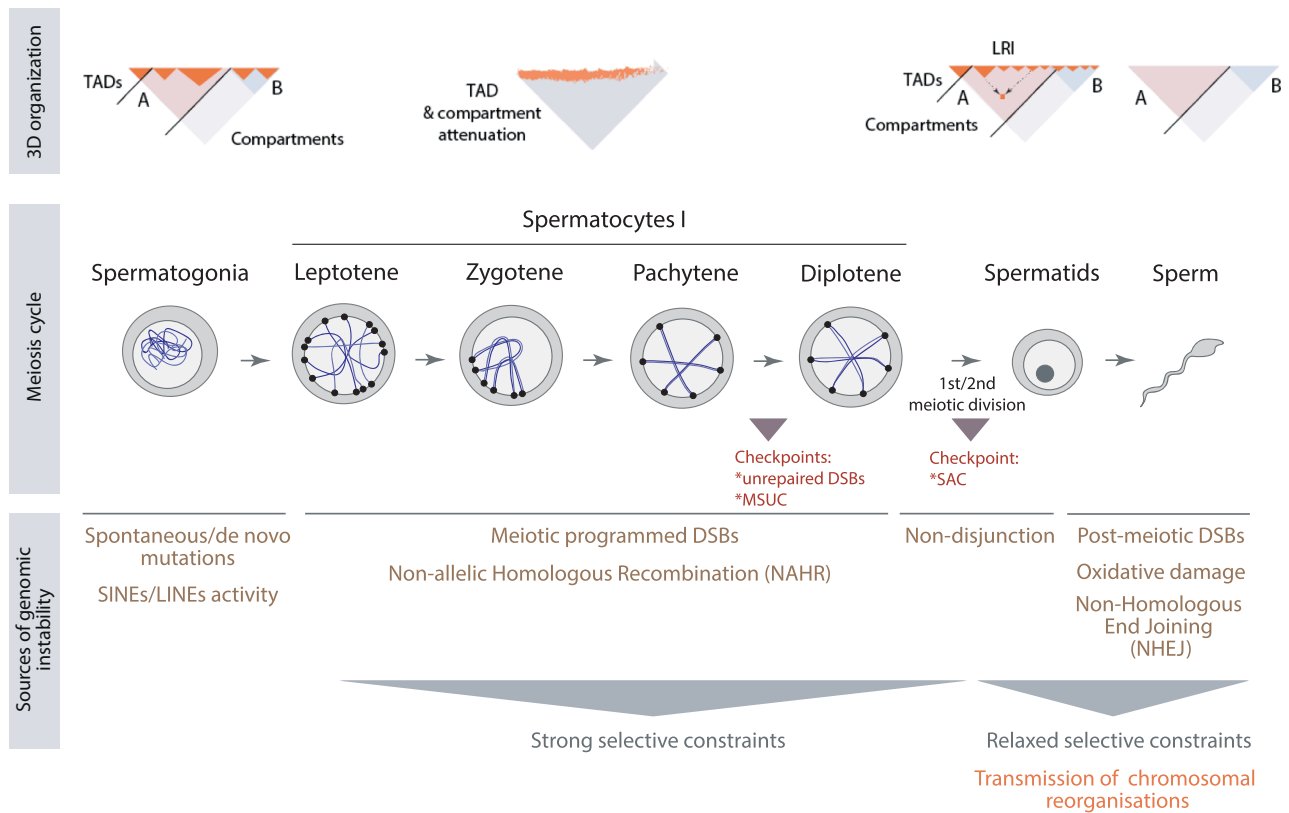 3D organization
TADs
A
B
Compartments
TAD
& compartment
attenuation
LRI
TADs
A
B
Compartments
A
B
Meiosis cycle
Spermatocytes I
Spermatogonia
Leptotene
Zygotene
Pachytene
Diplotene
Spermatids
Sperm
1st/2nd
meiotic division
Checkpoints:
*unrepaired DSBs
*MSUC
Checkpoint:
*SAC
Sources of genomic
instability
Spontaneous/de novo
mutations
SINEs/LINEs activity
Meiotic programmed DSBs
Non-allelic Homologous Recombination (NAHR)
Non-disjunction
Post-meiotic DSBs
Oxidative damage
Non-Homologous
End Joining
(NHEJ)
Strong selective constraints
Relaxed selective constraints
Transmission of chromosomal
reorganisations